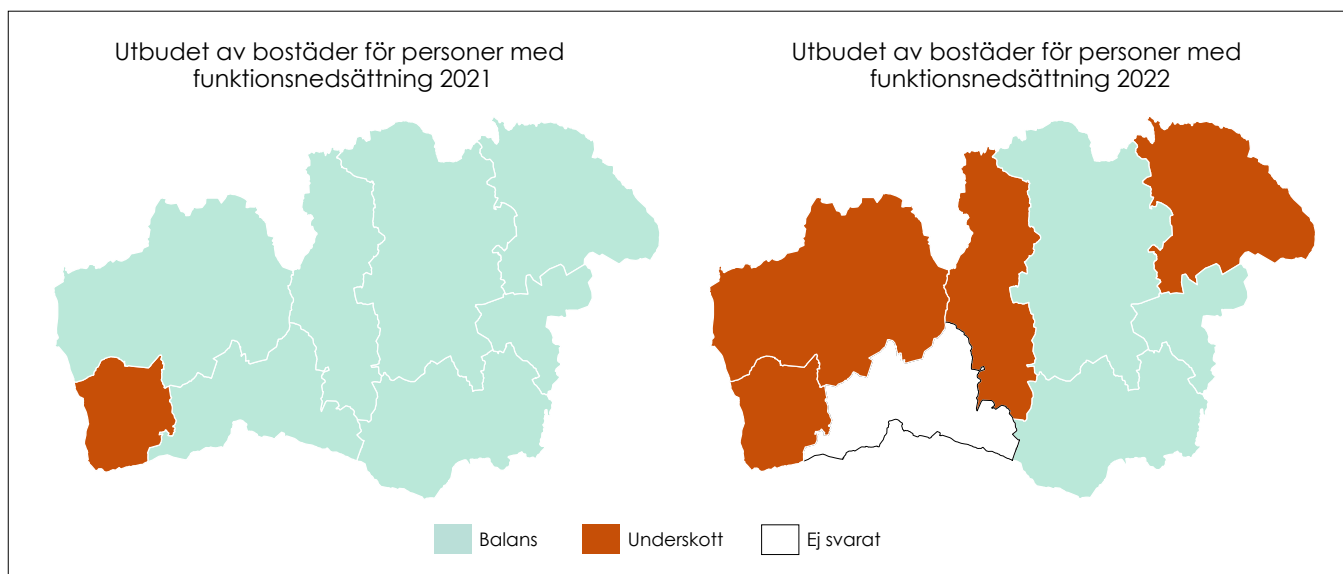 Utbudet av bostäder för personer med
funktionsnedsättning 2021
Utbudet av bostäder för personer med
funktionsnedsättning 2022
Balans
Underskott
Ej svarat